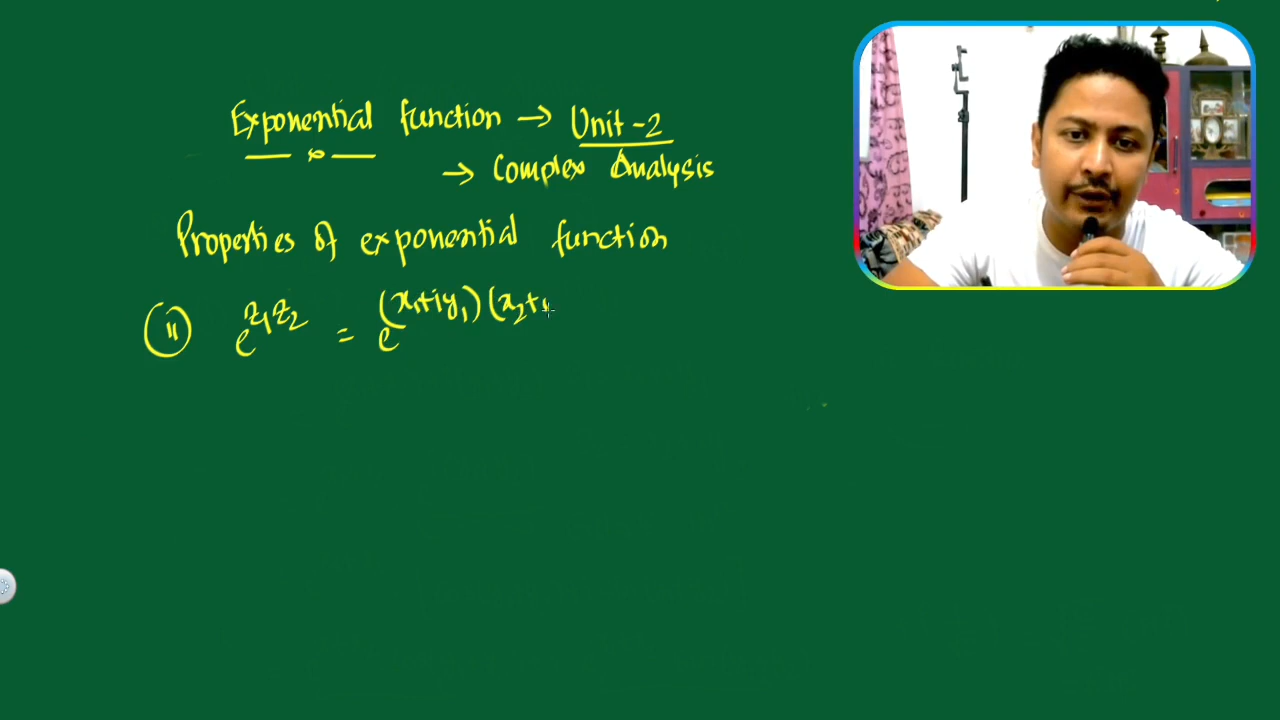 Exponential function → Unit-2
→ Complex Analysis
Properties of exponential function
(ii) e^{z₁z₂} = e^{(x₁+iy₁)(x₂+